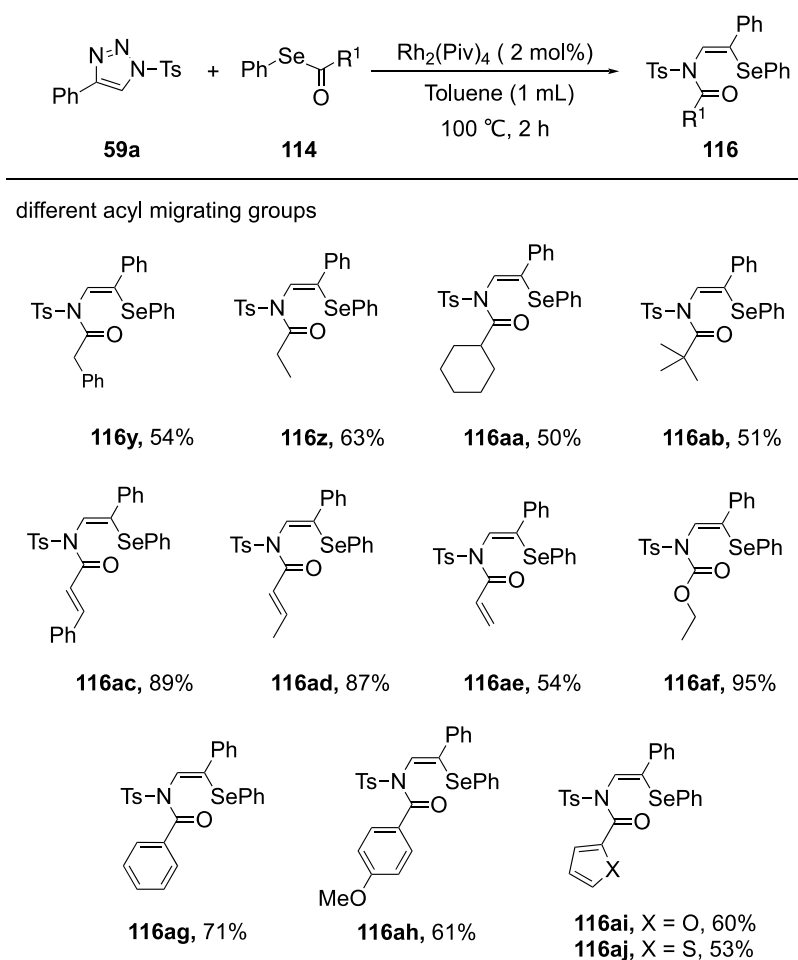 Ph
N N
N Ts
Ph
+
Ph Se R¹
O
Rh₂(Piv)₄ ( 2 mol%)
Toluene (1 mL)
100 ℃, 2 h
Ph
Ts N SePh
O
R¹
59a 114 116
different acyl migrating groups
Ph Ph Ph Ph
Ts N SePh Ts N SePh Ts N SePh Ts N SePh
O O O O
Ph
116y, 54% 116z, 63% 116aa, 50% 116ab, 51%
Ph Ph Ph Ph
Ts N SePh Ts N SePh Ts N SePh Ts N SePh
O O O O
Ph O
116ac, 89% 116ad, 87% 116ae, 54% 116af, 95%
Ph Ph Ph
Ts N SePh Ts N SePh Ts N SePh
O O O
X
MeO
116ag, 71% 116ah, 61% 116ai, X = O, 60%
116aj, X = S, 53%